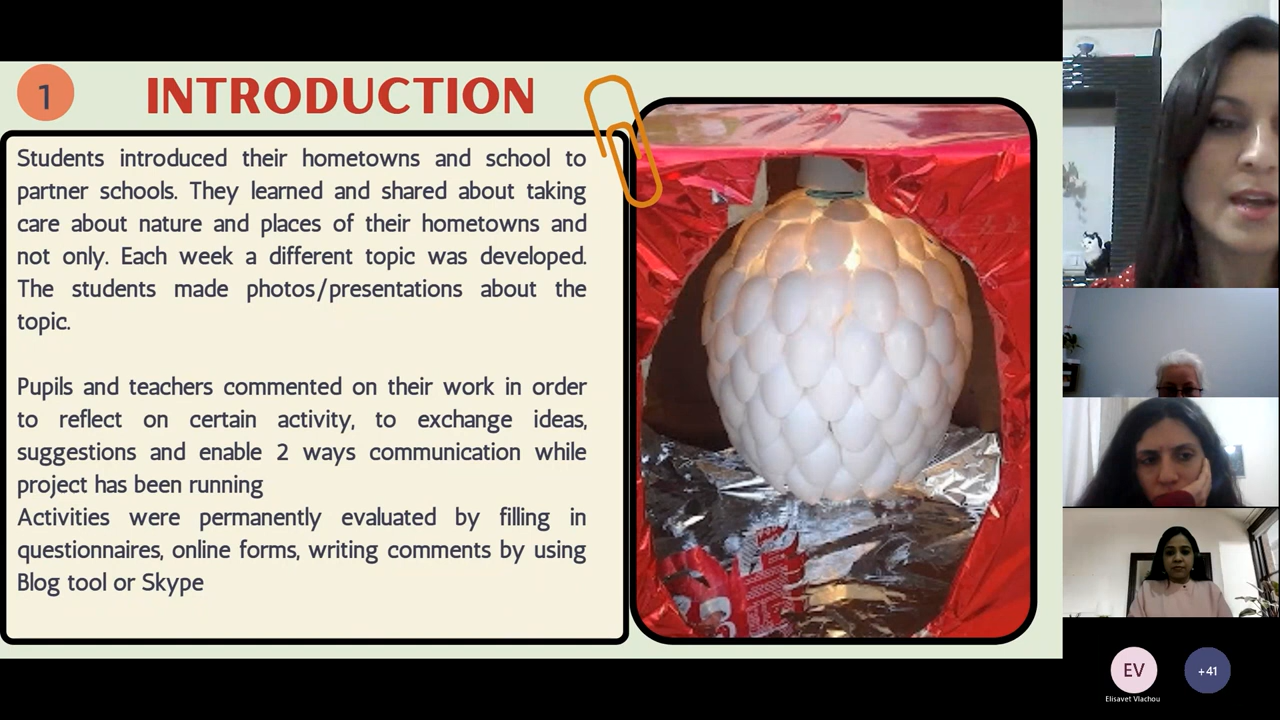 1
INTRODUCTION
Students introduced their hometowns and school to
partner schools. They learned and shared about taking
care about nature and places of their hometowns and
not only. Each week a different topic was developed.
The students made photos/presentations about the
topic.
Pupils and teachers commented on their work in order
to reflect on certain activity, to exchange ideas,
suggestions and enable 2 ways communication while
project has been running
Activities were permanently evaluated by filling in
questionnaires, online forms, writing comments by using
Blog tool or Skype
EV
+41
Elisavet Vlachou